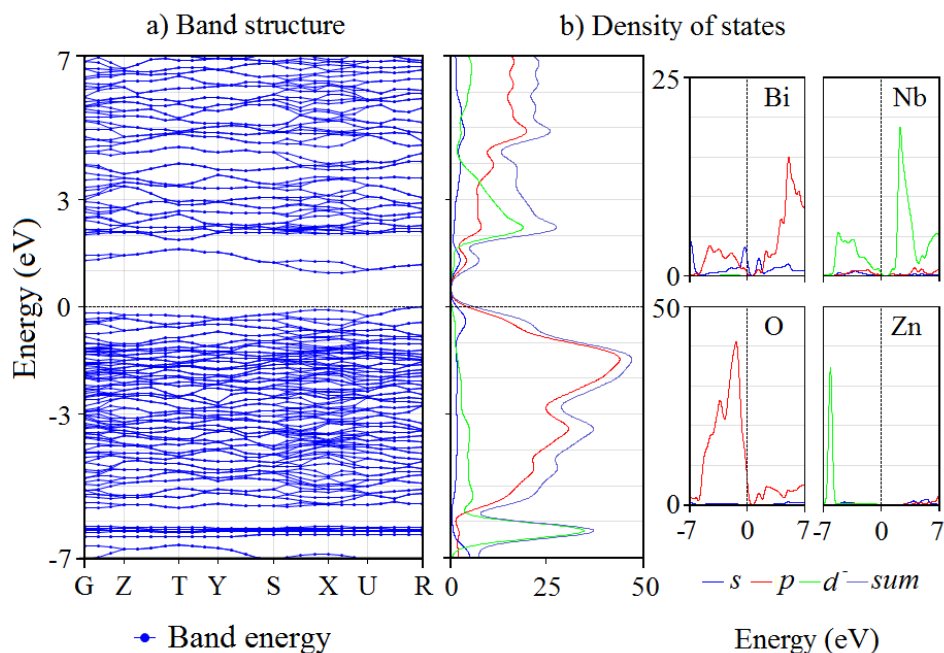 a) Band structure
b) Density of states
7
3
0
-3
-7
Energy (eV)
G Z T Y S X U R
Band energy
0 25 50
25
0
Bi
Nb
50
0
O
Zn
-7 0 7 -7 0 7
s p d⁻ sum
Energy (eV)